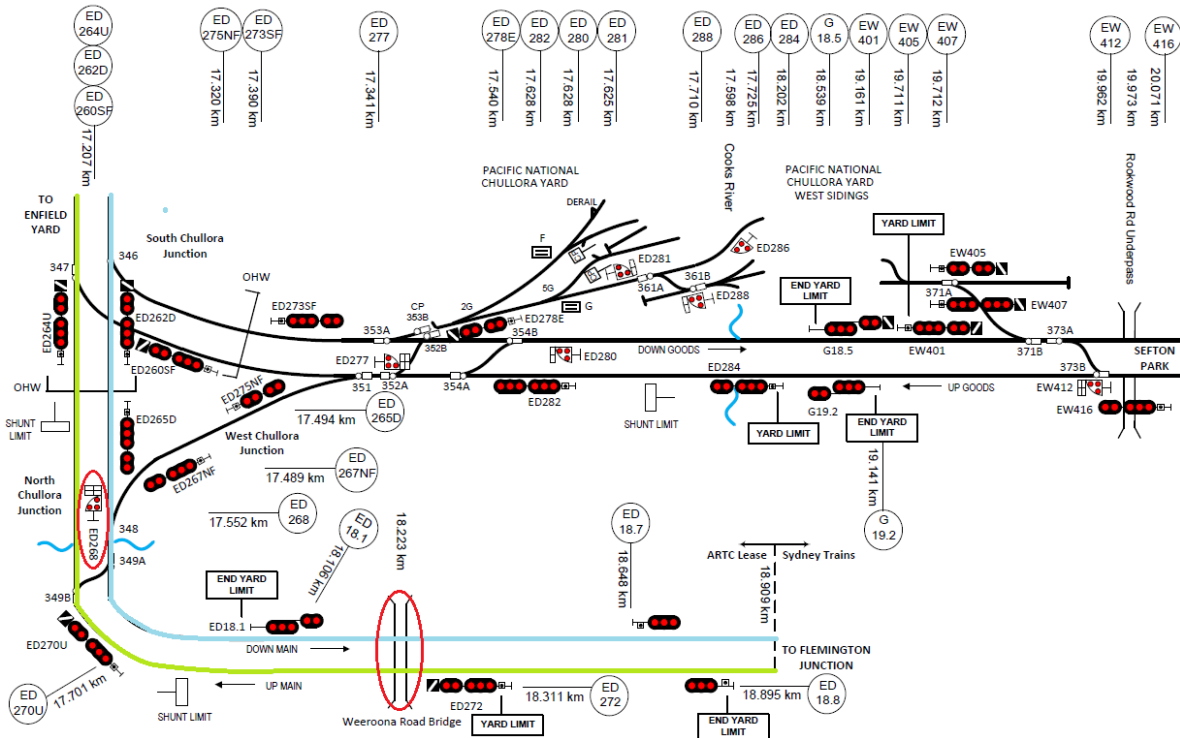 ED
264U
ED
262D
ED
260SF
17.207 km
ED
275NF
17.320 km
ED
273SF
17.390 km
ED
277
17.341 km
ED
278E
17.540 km
ED
282
17.628 km
ED
280
17.628 km
ED
281
17.625 km
ED
288
17.710 km
17.598 km
ED
286
17.725 km
ED
284
18.202 km
G
18.5
18.539 km
EW
401
19.161 km
EW
405
19.711 km
EW
407
19.712 km
EW
412
19.962 km
19.973 km
EW
416
20.071 km
TO
ENFIELD
YARD
South Chullora
Junction
PACIFIC NATIONAL
CHULLORA YARD
DERAIL
Cooks River
PACIFIC NATIONAL
CHULLORA YARD
WEST SIDINGS
YARD LIMIT
Rookwood Rd Underpass
347
346
OHW
F
ED281
ED286
361A
361B
EW405
371A
ED264U
ED262D
ED273SF
CP
353B
2G
5G
G
ED288
END YARD
LIMIT
EW407
353A
352B
ED278E
354B
ED260SF
ED277
ED280
DOWN GOODS
G18.5
EW401
371B
373A
SEFTON
PARK
OHW
ED275NF
351
352A
354A
ED282
ED284
UP GOODS
373B
EW412
SHUNT
LIMIT
ED265D
17.494 km
ED
265D
SHUNT LIMIT
YARD LIMIT
G19.2
END YARD
LIMIT
EW416
West Chullora
Junction
ED267NF
17.489 km
ED
267NF
19.141 km
North
Chullora
Junction
ED268
17.552 km
ED
268
ED
18.1
18.106 km
18.223 km
ED
18.7
18.648 km
G
19.2
348
349A
349B
ARTC Lease
Sydney Trains
18.909 km
END YARD
LIMIT
ED18.1
ED270U
DOWN MAIN
TO FLEMINGTON
JUNCTION
ED
270U
17.701 km
UP MAIN
SHUNT LIMIT
Weeroona Road Bridge
ED272
YARD LIMIT
18.311 km
ED
272
END YARD
LIMIT
18.895 km
ED
18.8